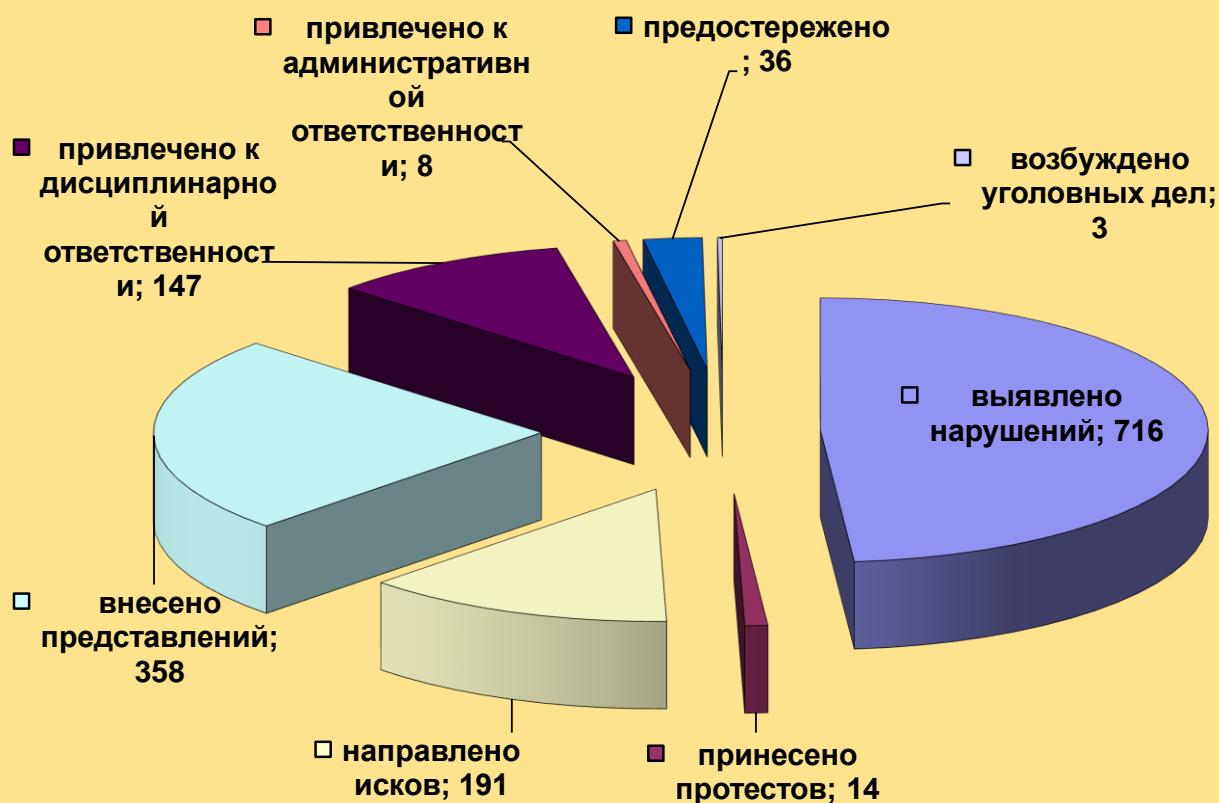 привлечено к
административн
ой
ответственност
и; 8
предостережено
; 36
привлечено к
дисциплинарно
й
ответственност
и; 147
возбуждено
уголовных дел;
3
выявлено
нарушений; 716
внесено
представлений;
358
направлено
исков; 191
принесено
протестов; 14